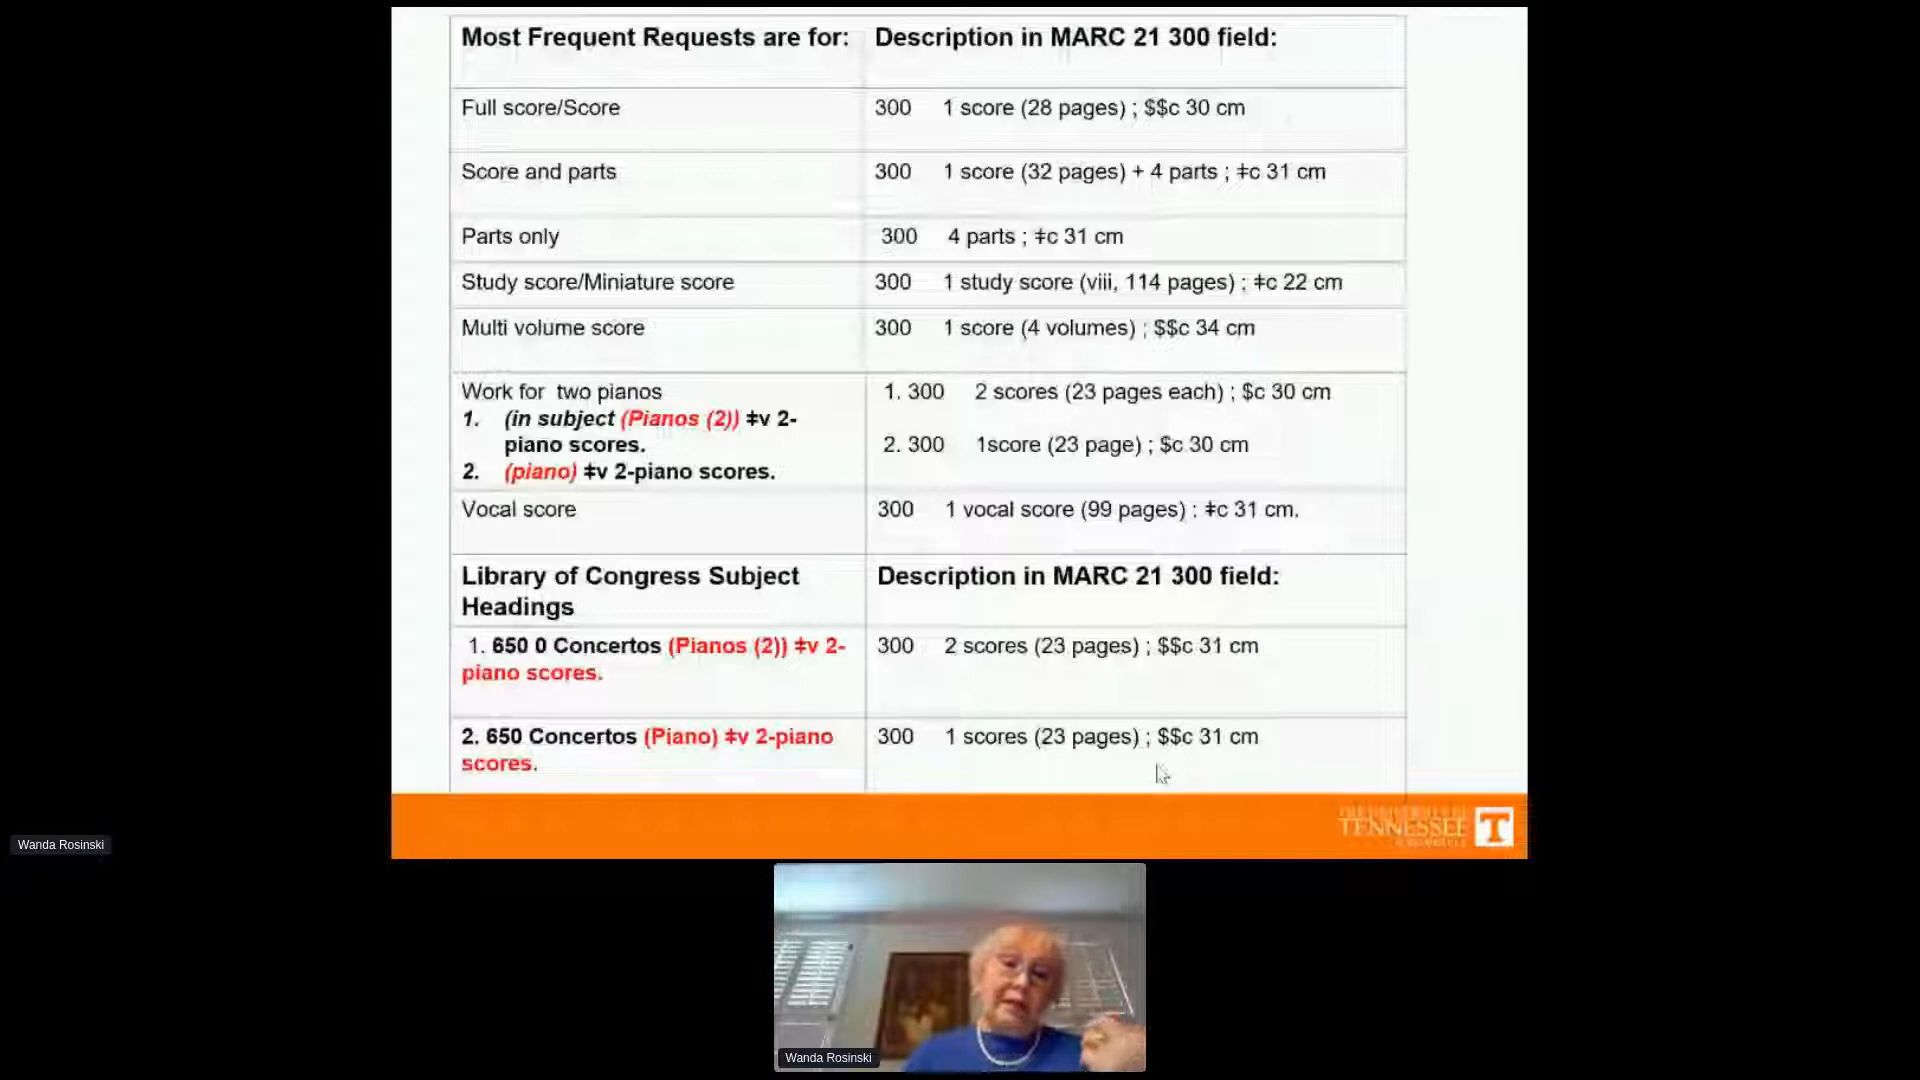 Most Frequent Requests are for: Description in MARC 21 300 field:
Full score/Score 300 1 score (28 pages) ; $$c 30 cm
Score and parts 300 1 score (32 pages) + 4 parts ; ǂc 31 cm
Parts only 300 4 parts ; ǂc 31 cm
Study score/Miniature score 300 1 study score (viii, 114 pages) ; ǂc 22 cm
Multi volume score 300 1 score (4 volumes) ; $$c 34 cm
Work for two pianos
1. (in subject (Pianos (2)) ǂv 2-
piano scores.
2. (piano) ǂv 2-piano scores.
1. 300 2 scores (23 pages each) ; $c 30 cm
2. 300 1score (23 page) ; $c 30 cm
Vocal score 300 1 vocal score (99 pages) : ǂc 31 cm.
Library of Congress Subject
Headings
Description in MARC 21 300 field:
1. 650 0 Concertos (Pianos (2)) ǂv 2-
piano scores.
300 2 scores (23 pages) ; $$c 31 cm
2. 650 Concertos (Piano) ǂv 2-piano
scores.
300 1 scores (23 pages) ; $$c 31 cm
TENNESSEE
T
Wanda Rosinski
Wanda Rosinski